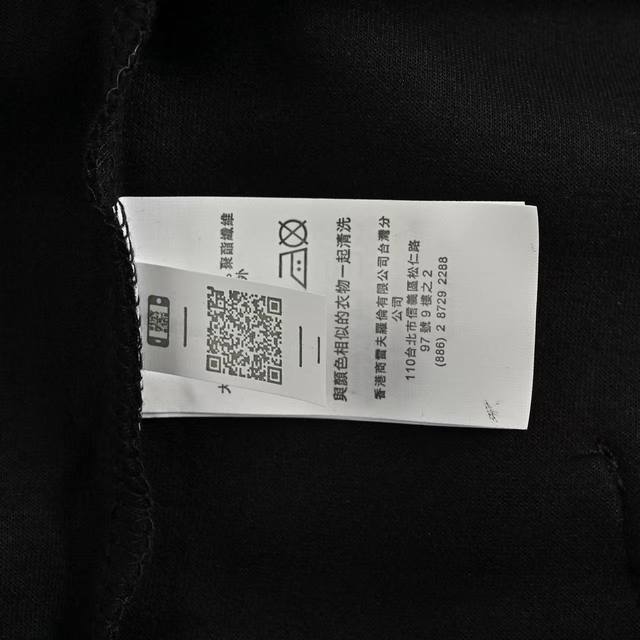 聚酯纖維
與顏色相似的衣物一起清洗
香港商雷夫羅倫有限公司台灣分
公司
110台北市信義區松仁路
97 號 9 樓之 2
(886) 2 8729 2288